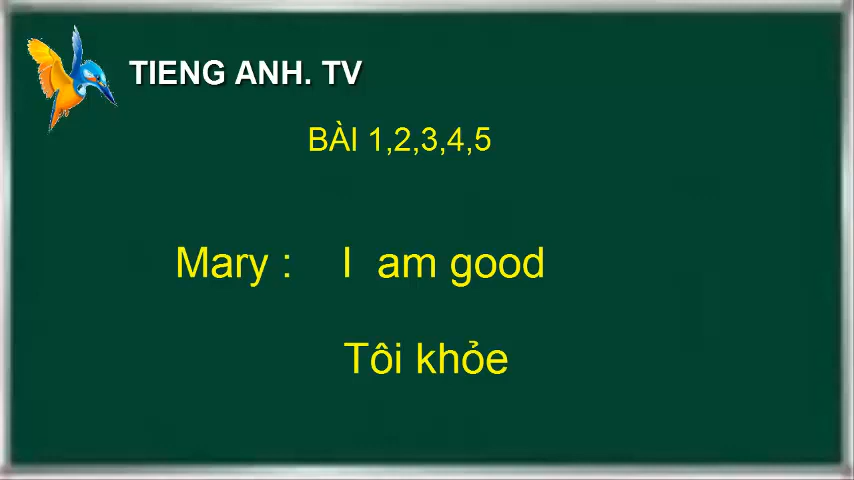 TIENG ANH. TV
BÀI 1,2,3,4,5
Mary : I am good
Tôi khỏe